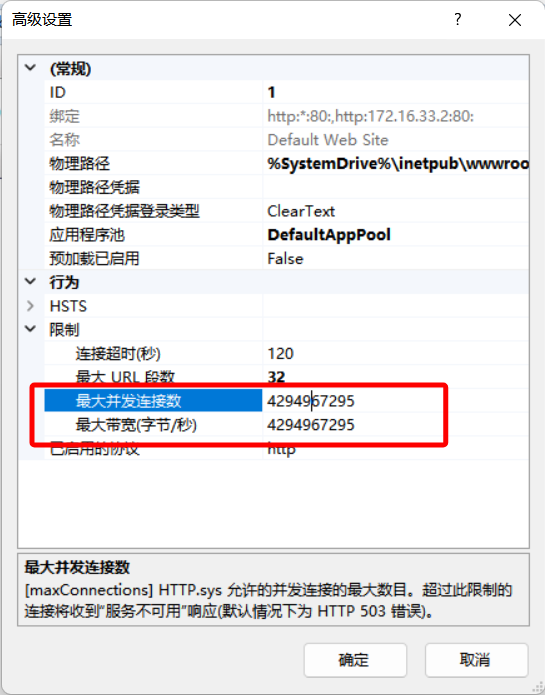 高级设置
?
(常规)
ID 1
绑定 http:*:80:,http:172.16.33.2:80:
名称 Default Web Site
物理路径 %SystemDrive%\inetpub\wwwroo
物理路径凭据
物理路径凭据登录类型 ClearText
应用程序池 DefaultAppPool
预加载已启用 False
行为
HSTS
限制
连接超时(秒) 120
最大 URL 段数 32
最大并发连接数 4294967295
最大带宽(字节/秒) 4294967295
已启用的协议 http
最大并发连接数
[maxConnections] HTTP.sys 允许的并发连接的最大数目。超过此限制的
连接将收到“服务不可用”响应(默认情况下为 HTTP 503 错误)。
确定 取消